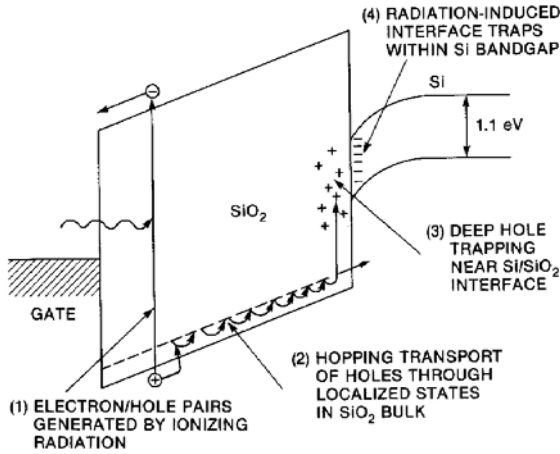 (4) RADIATION-INDUCED
INTERFACE TRAPS
WITHIN Si BANDGAP
Si
1.1 eV
SiO2
(3) DEEP HOLE
TRAPPING
NEAR Si/SiO2
INTERFACE
GATE
(1) ELECTRON/HOLE PAIRS
GENERATED BY IONIZING
RADIATION
(2) HOPPING TRANSPORT
OF HOLES THROUGH
LOCALIZED STATES
IN SiO2 BULK